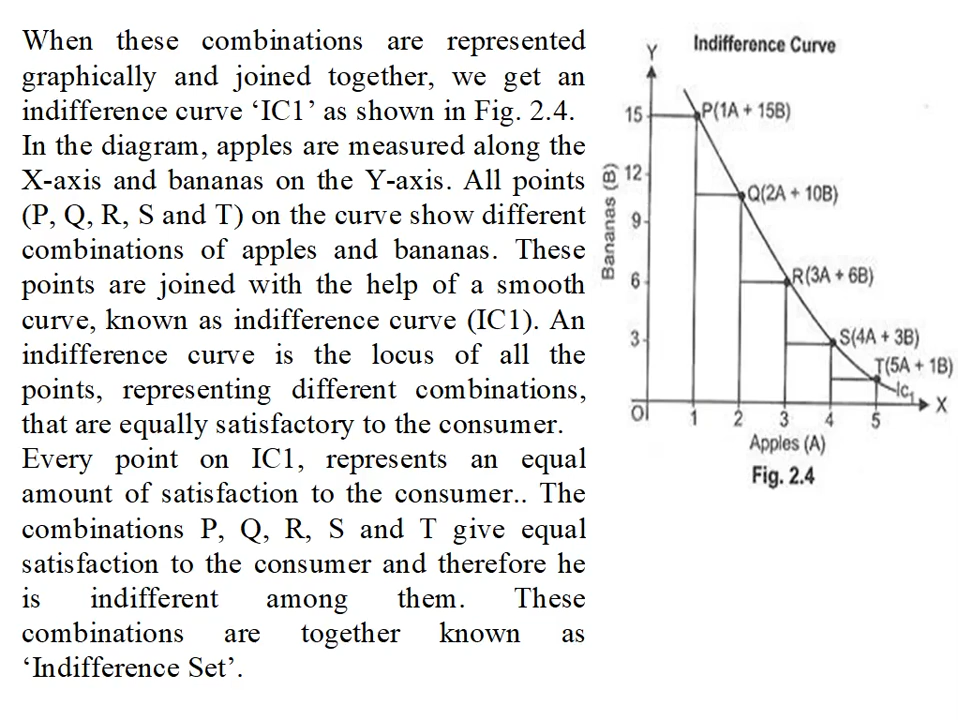 When these combinations are represented
graphically and joined together, we get an
indifference curve ‘IC1’ as shown in Fig. 2.4.
In the diagram, apples are measured along the
X-axis and bananas on the Y-axis. All points
(P, Q, R, S and T) on the curve show different
combinations of apples and bananas. These
points are joined with the help of a smooth
curve, known as indifference curve (IC1). An
indifference curve is the locus of all the
points, representing different combinations,
that are equally satisfactory to the consumer.
Every point on IC1, represents an equal
amount of satisfaction to the consumer.. The
combinations P, Q, R, S and T give equal
satisfaction to the consumer and therefore he
is indifferent among them. These
combinations are together known as
‘Indifference Set’.
Indifference Curve
Y
15
P(1A + 15B)
12
Q(2A + 10B)
9
Bananas (B)
6
R(3A + 6B)
3
S(4A + 3B)
T(5A + 1B)
IC1
X
O 1 2 3 4 5
Apples (A)
Fig. 2.4